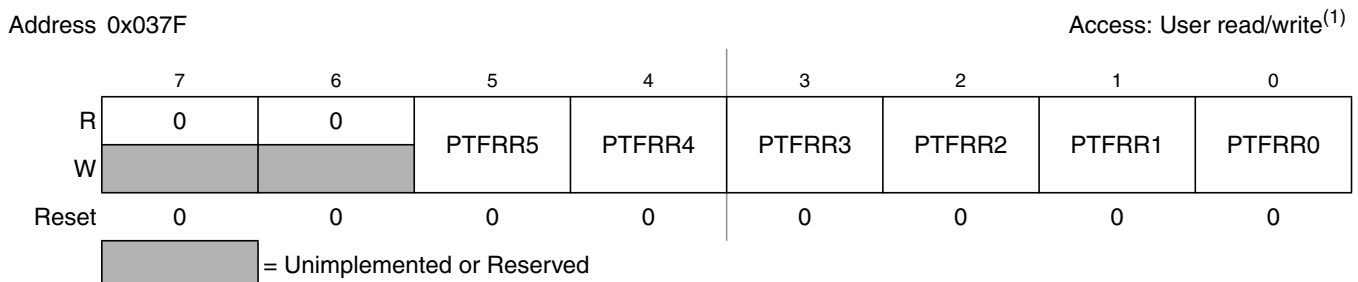 Address 0x037F Access: User read/write(1)
7 6 5 4 3 2 1 0
R 0 0 PTFRR5 PTFRR4 PTFRR3 PTFRR2 PTFRR1 PTFRR0
W
Reset 0 0 0 0 0 0 0 0
= Unimplemented or Reserved